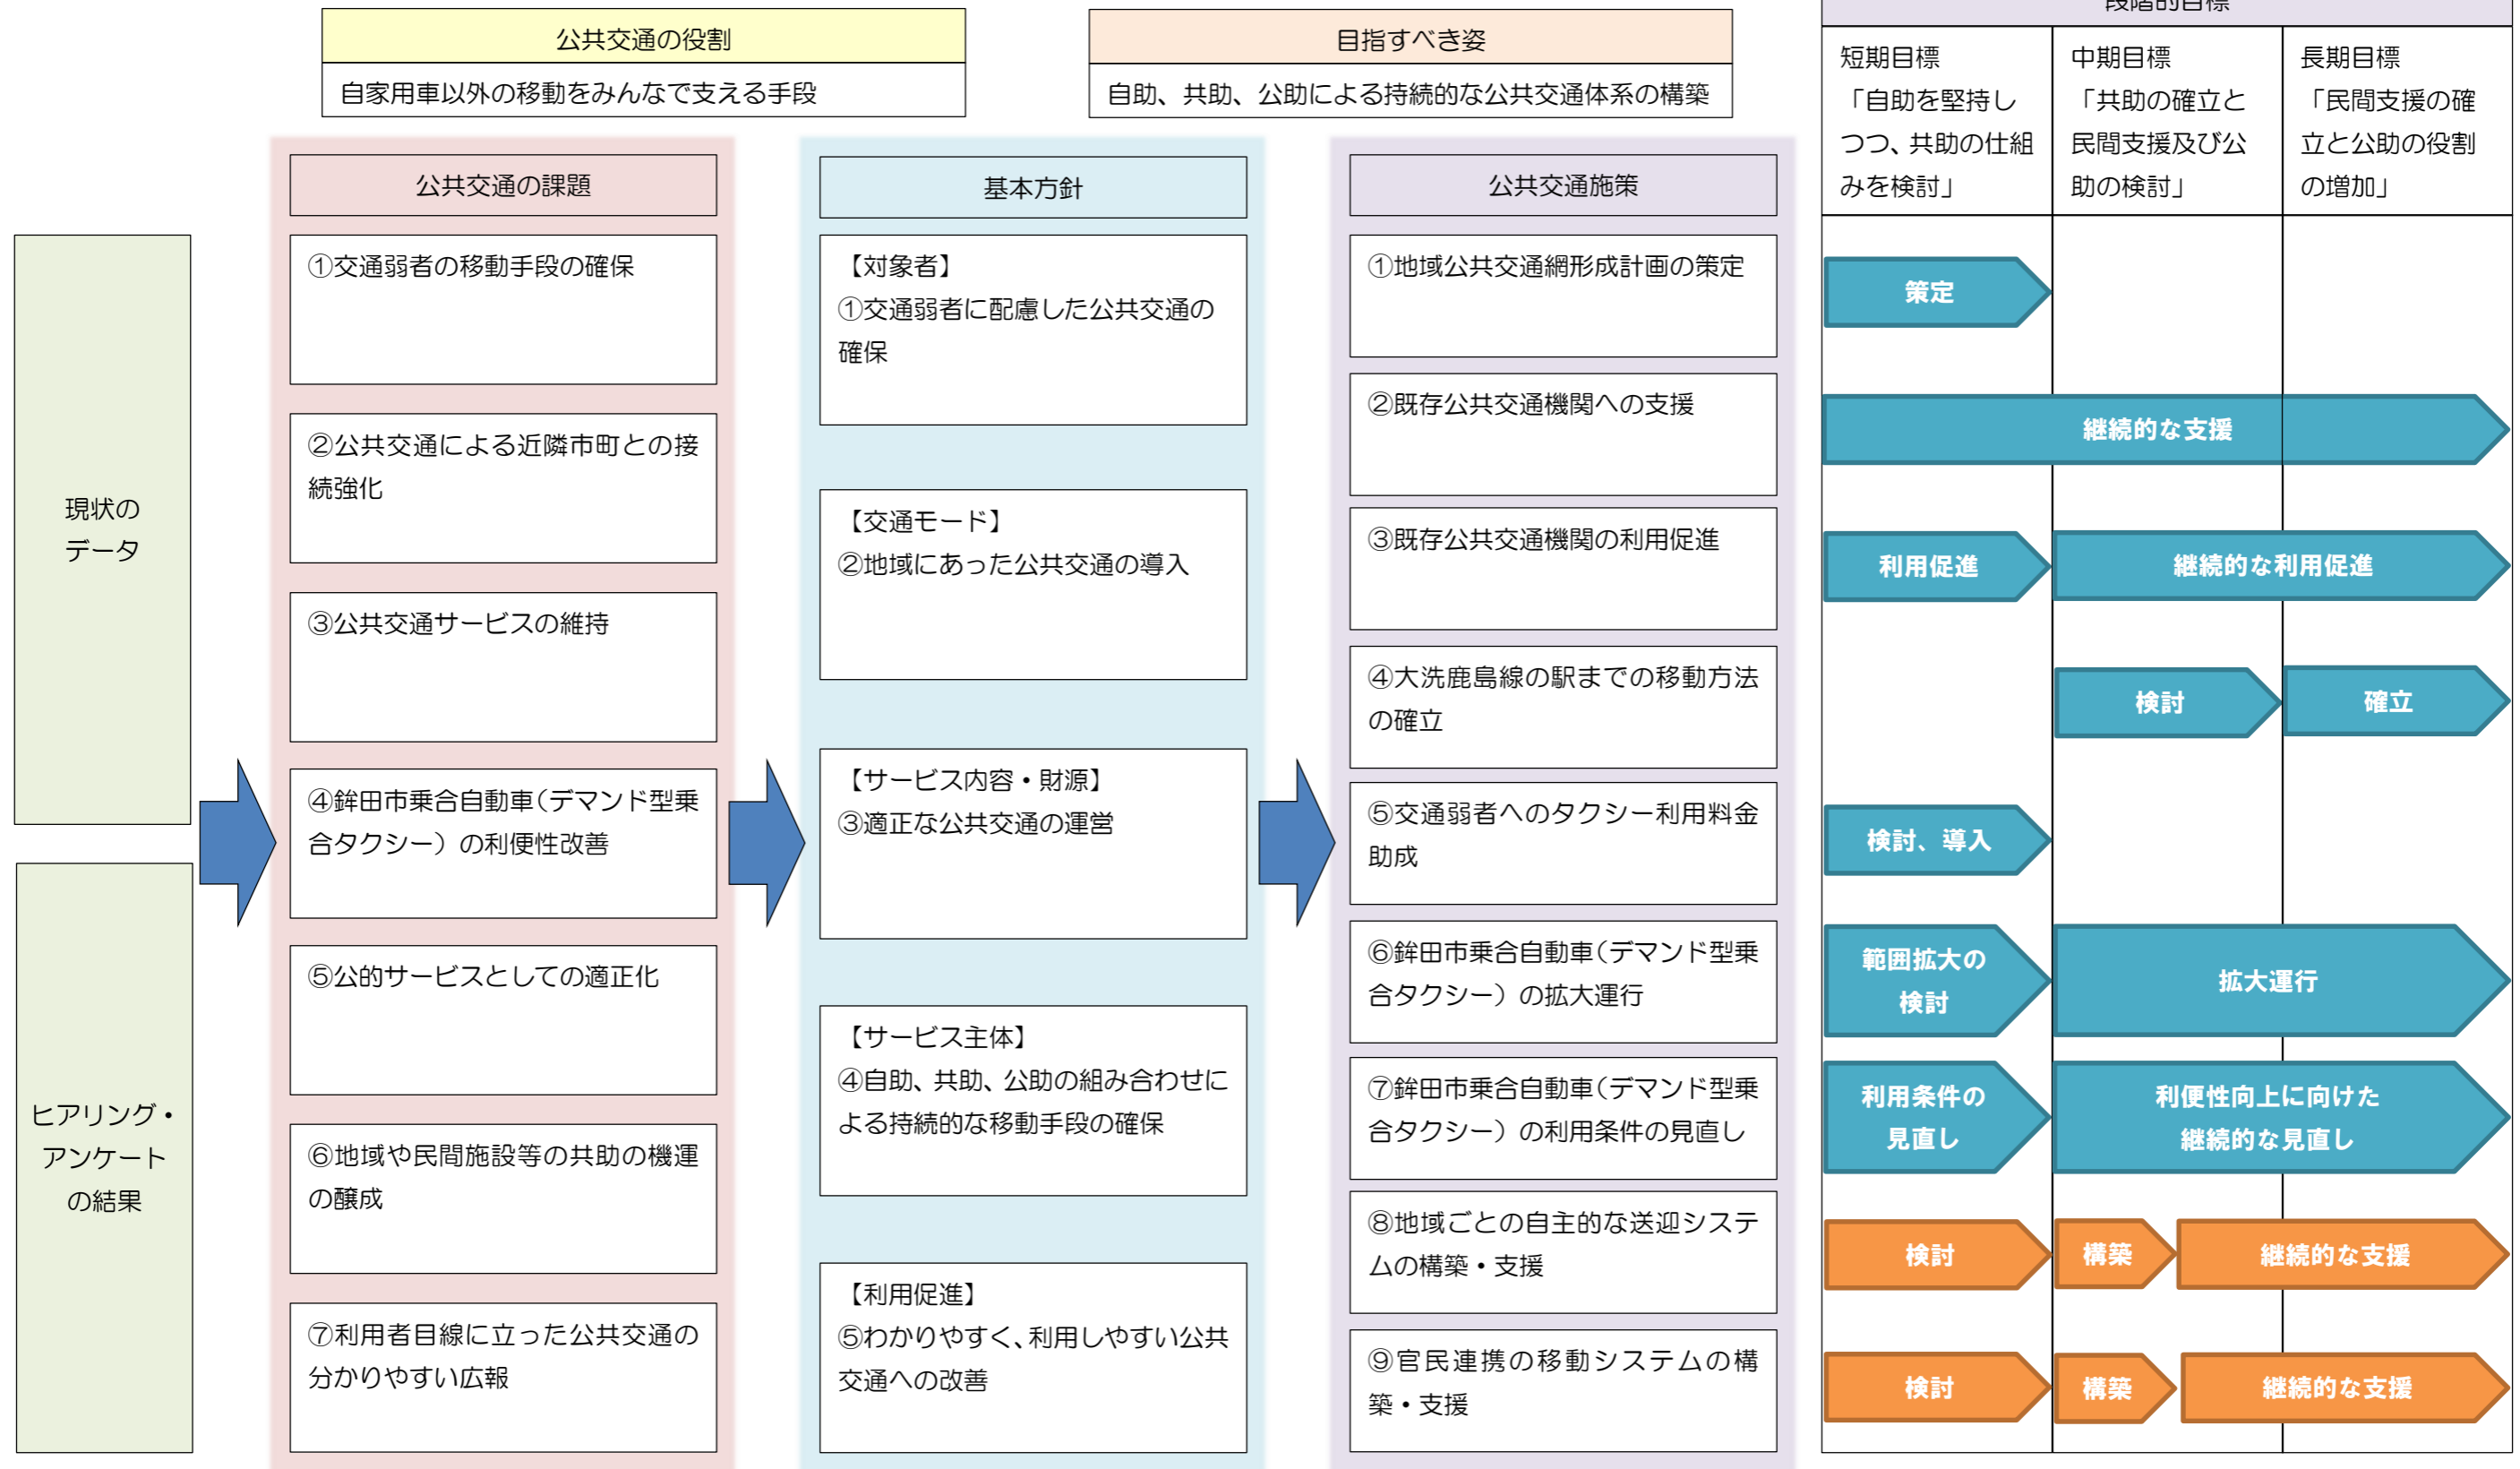 公共交通の役割
自家用車以外の移動をみんなで支える手段
目指すべき姿
自助、共助、公助による持続的な公共交通体系の構築
段階的目標
短期目標
「自助を堅持し
つつ、共助の仕組
みを検討」
中期目標
「共助の確立と
民間支援及び公
助の検討」
長期目標
「民間支援の確
立と公助の役割
の増加」
現状の
データ
ヒアリング・
アンケート
の結果
公共交通の課題
①交通弱者の移動手段の確保
②公共交通による近隣市町との接
続強化
③公共交通サービスの維持
④鉾田市乗合自動車(デマンド型乗
合タクシー)の利便性改善
⑤公的サービスとしての適正化
⑥地域や民間施設等の共助の機運
の醸成
⑦利用者目線に立った公共交通の
分かりやすい広報
基本方針
【対象者】
①交通弱者に配慮した公共交通の
確保
【交通モード】
②地域にあった公共交通の導入
【サービス内容・財源】
③適正な公共交通の運営
【サービス主体】
④自助、共助、公助の組み合わせに
よる持続的な移動手段の確保
【利用促進】
⑤わかりやすく、利用しやすい公共
交通への改善
公共交通施策
①地域公共交通網形成計画の策定
策定
②既存公共交通機関への支援
継続的な支援
③既存公共交通機関の利用促進
利用促進
継続的な利用促進
④大洗鹿島線の駅までの移動方法
の確立
検討
確立
⑤交通弱者へのタクシー利用料金
助成
検討、導入
⑥鉾田市乗合自動車(デマンド型乗
合タクシー)の拡大運行
範囲拡大の
検討
拡大運行
⑦鉾田市乗合自動車(デマンド型乗
合タクシー)の利用条件の見直し
利用条件の
見直し
利便性向上に向けた
継続的な見直し
⑧地域ごとの自主的な送迎システ
ムの構築・支援
検討
構築
継続的な支援
⑨官民連携の移動システムの構
築・支援
検討
構築
継続的な支援